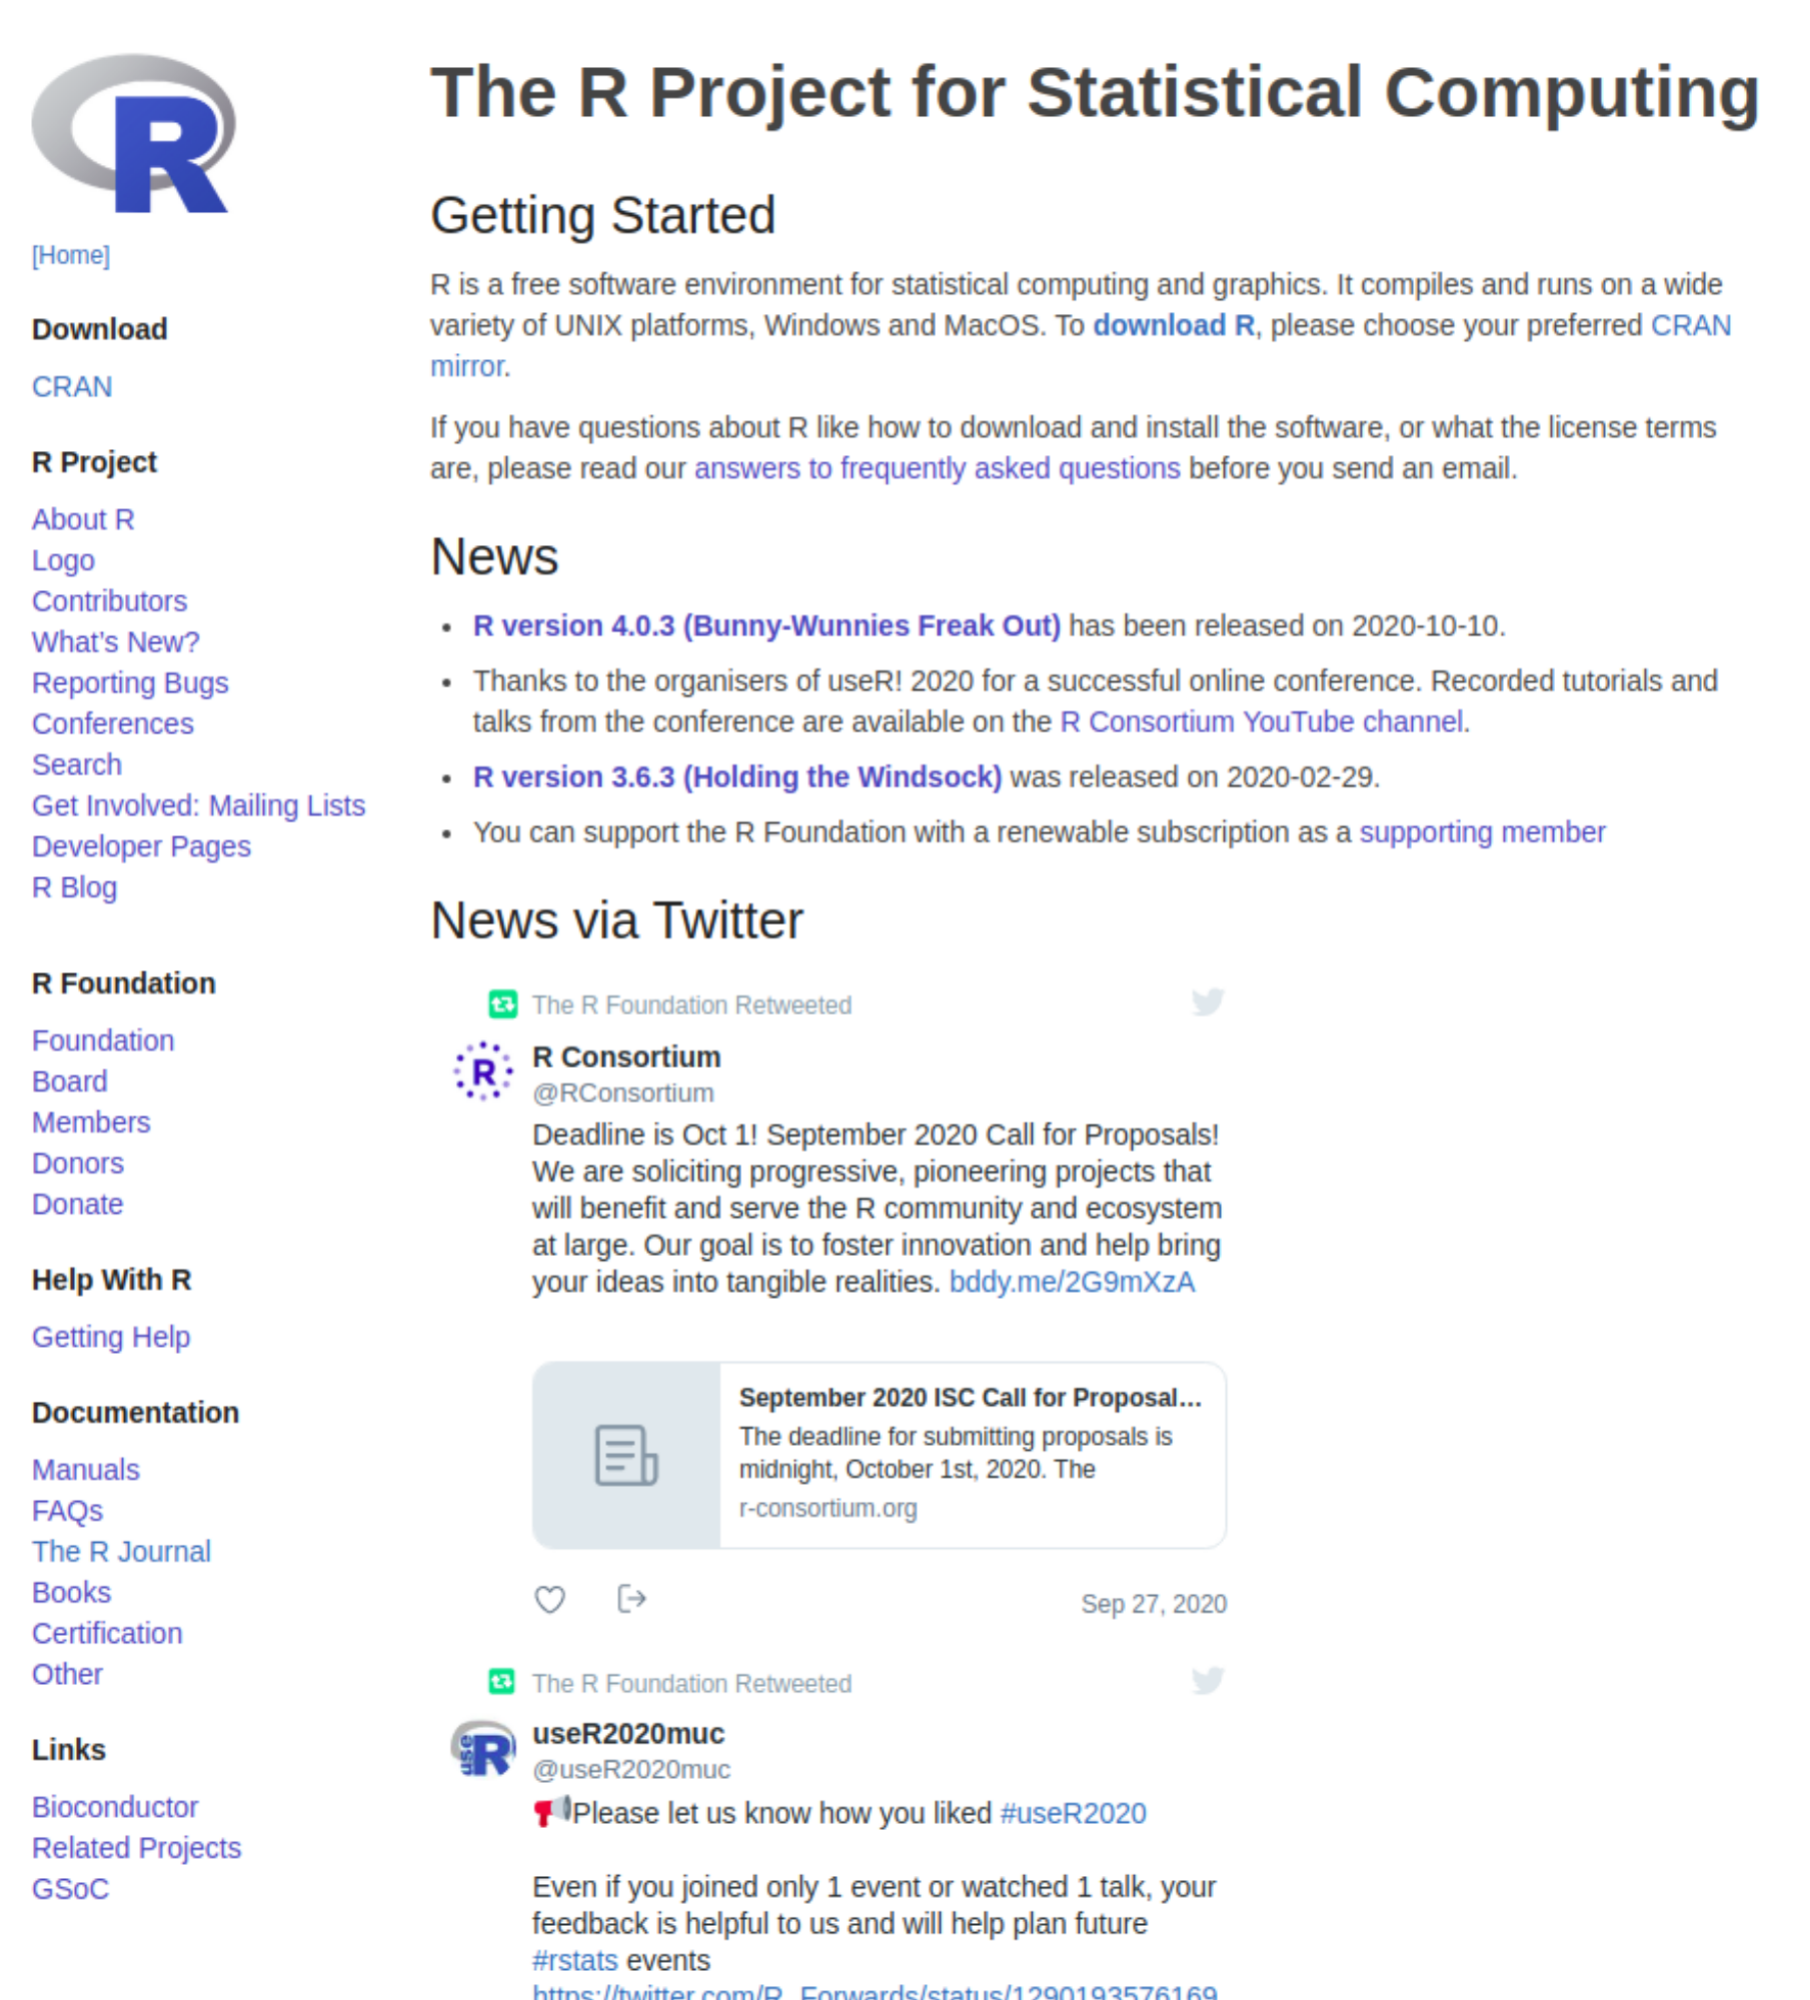 R
[Home]
Download
CRAN
R Project
About R
Logo
Contributors
What's New?
Reporting Bugs
Conferences
Search
Get Involved: Mailing Lists
Developer Pages
R Blog
R Foundation
Foundation
Board
Members
Donors
Donate
Help With R
Getting Help
Documentation
Manuals
FAQs
The R Journal
Books
Certification
Other
Links
Bioconductor
Related Projects
GSoC
The R Project for Statistical Computing
Getting Started
R is a free software environment for statistical computing and graphics. It compiles and runs on a wide
variety of UNIX platforms, Windows and MacOS. To download R, please choose your preferred CRAN
mirror.
If you have questions about R like how to download and install the software, or what the license terms
are, please read our answers to frequently asked questions before you send an email.
News
• R version 4.0.3 (Bunny-Wunnies Freak Out) has been released on 2020-10-10.
• Thanks to the organisers of useR! 2020 for a successful online conference. Recorded tutorials and
talks from the conference are available on the R Consortium YouTube channel.
• R version 3.6.3 (Holding the Windsock) was released on 2020-02-29.
• You can support the R Foundation with a renewable subscription as a supporting member
News via Twitter
The R Foundation Retweeted
R
R Consortium
@RConsortium
Deadline is Oct 1! September 2020 Call for Proposals!
We are soliciting progressive, pioneering projects that
will benefit and serve the R community and ecosystem
at large. Our goal is to foster innovation and help bring
your ideas into tangible realities. bddy.me/2G9mXzA
September 2020 ISC Call for Proposal…
The deadline for submitting proposals is
midnight, October 1st, 2020. The
r-consortium.org
Sep 27, 2020
The R Foundation Retweeted
use R
useR2020muc
@useR2020muc
Please let us know how you liked #useR2020
Even if you joined only 1 event or watched 1 talk, your
feedback is helpful to us and will help plan future
#rstats events
https://twitter.com/R_Forwards/status/1290193576169